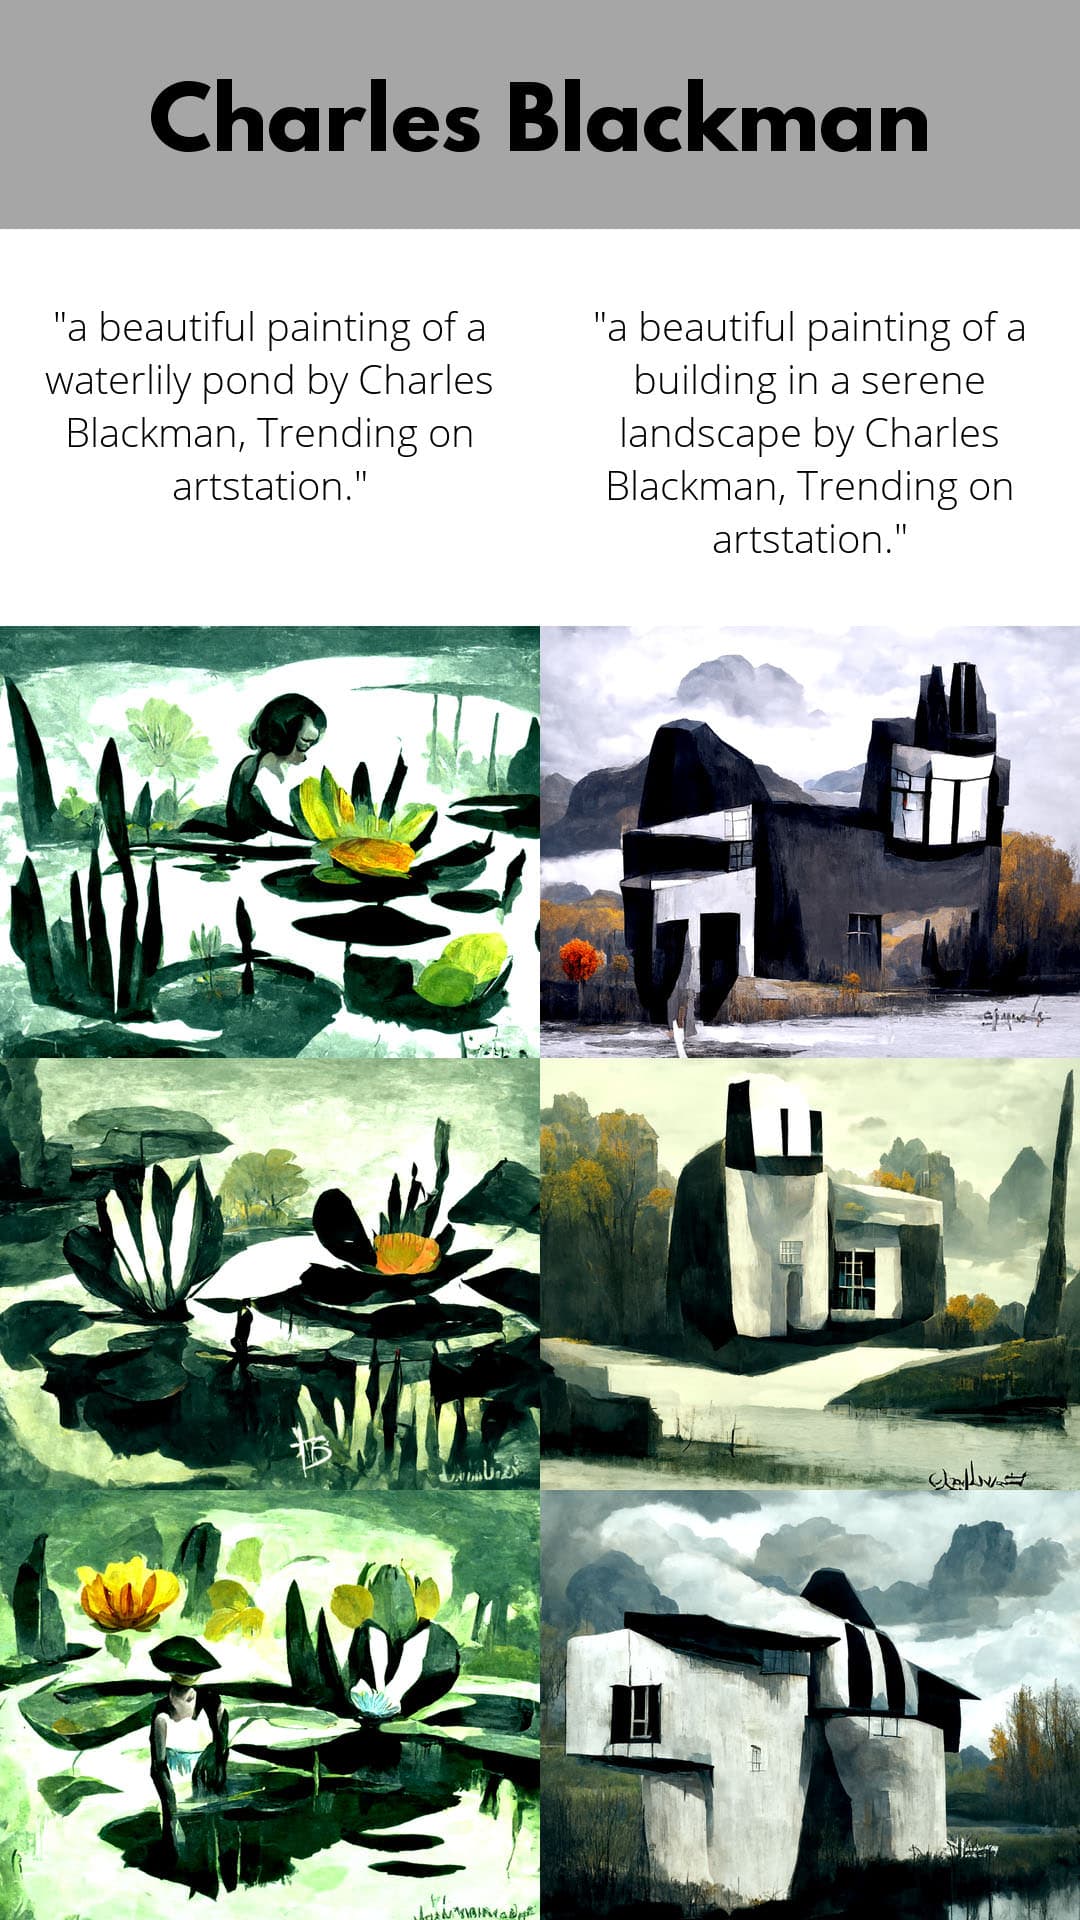 Charles Blackman
"a beautiful painting of a
waterlily pond by Charles
Blackman, Trending on
artstation."
"a beautiful painting of a
building in a serene
landscape by Charles
Blackman, Trending on
artstation."